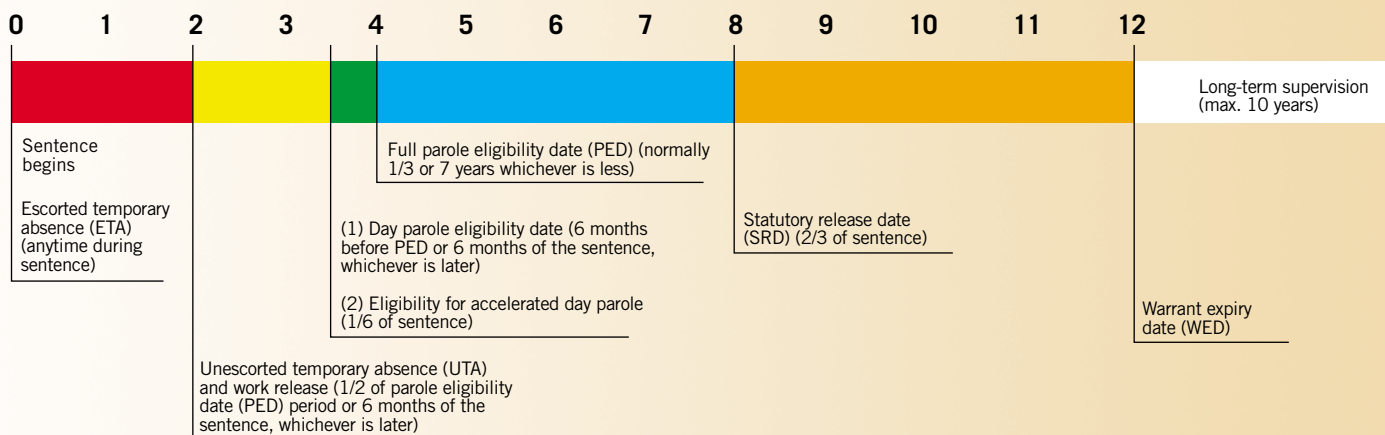 0 1 2 3 4 5 6 7 8 9 10 11 12
Long-term supervision
(max. 10 years)
Sentence
begins
Escorted temporary
absence (ETA)
(anytime during
sentence)
Full parole eligibility date (PED) (normally
1/3 or 7 years whichever is less)
(1) Day parole eligibility date (6 months
before PED or 6 months of the sentence,
whichever is later)
(2) Eligibility for accelerated day parole
(1/6 of sentence)
Unescorted temporary absence (UTA)
and work release (1/2 of parole eligibility
date (PED) period or 6 months of the
sentence, whichever is later)
Statutory release date
(SRD) (2/3 of sentence)
Warrant expiry
date (WED)